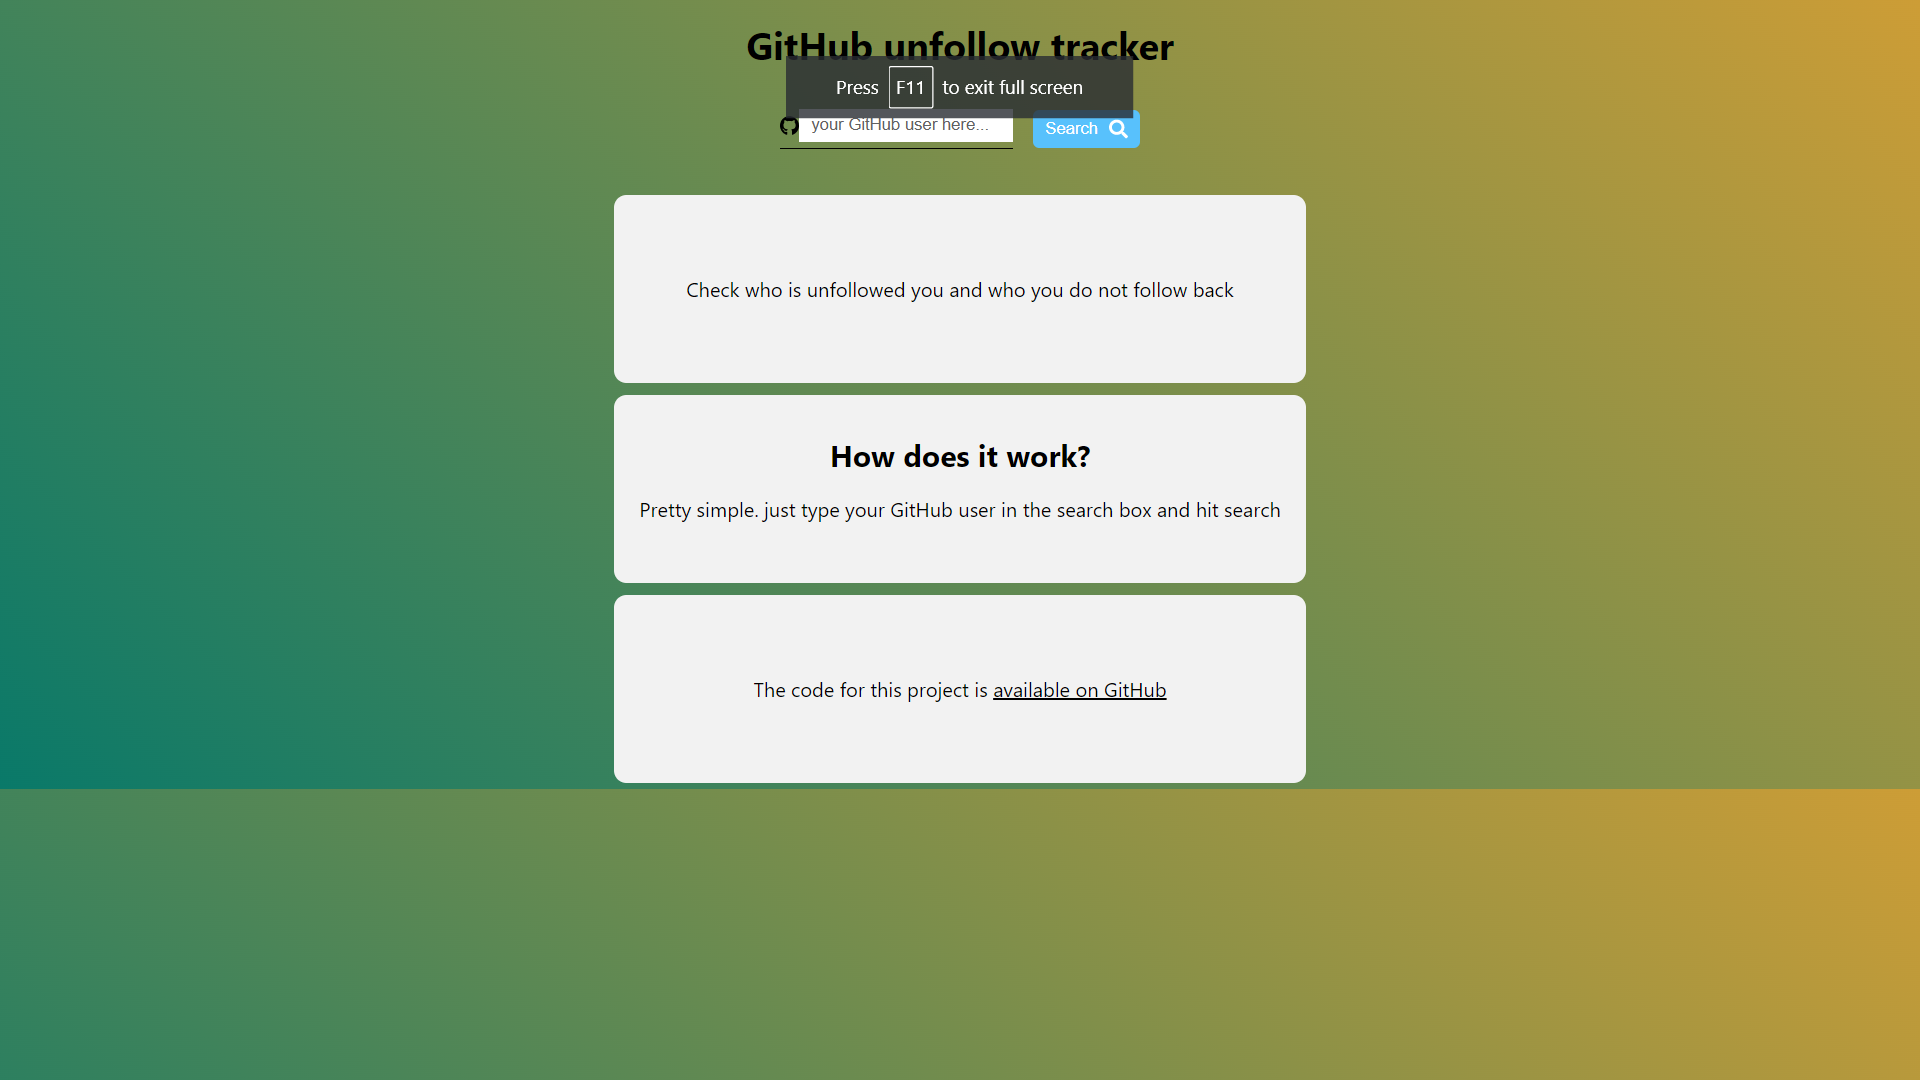 GitHub unfollow tracker
Press F11 to exit full screen
your GitHub user here...
Search
Check who is unfollowed you and who you do not follow back
How does it work?
Pretty simple. just type your GitHub user in the search box and hit search
The code for this project is available on GitHub